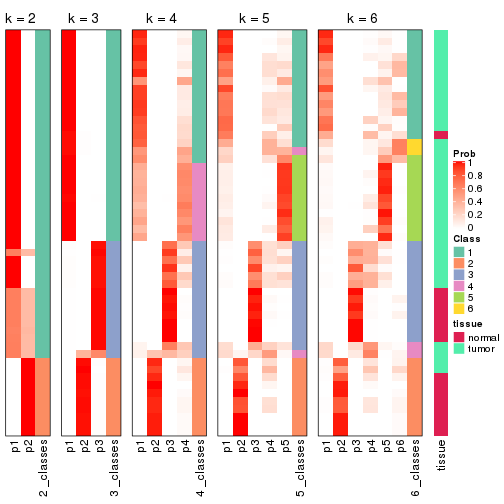 k = 2 k = 3 k = 4 k = 5 k = 6
Prob
1
0.8
0.6
0.4
0.2
0
Class
1
2
3
4
5
6
tissue
normal
tumor
p1 p2 2_classes p1 p2 p3 3_classes p1 p2 p3 p4 4_classes p1 p2 p3 p4 p5 5_classes p1 p2 p3 p4 p5 p6 6_classes tissue